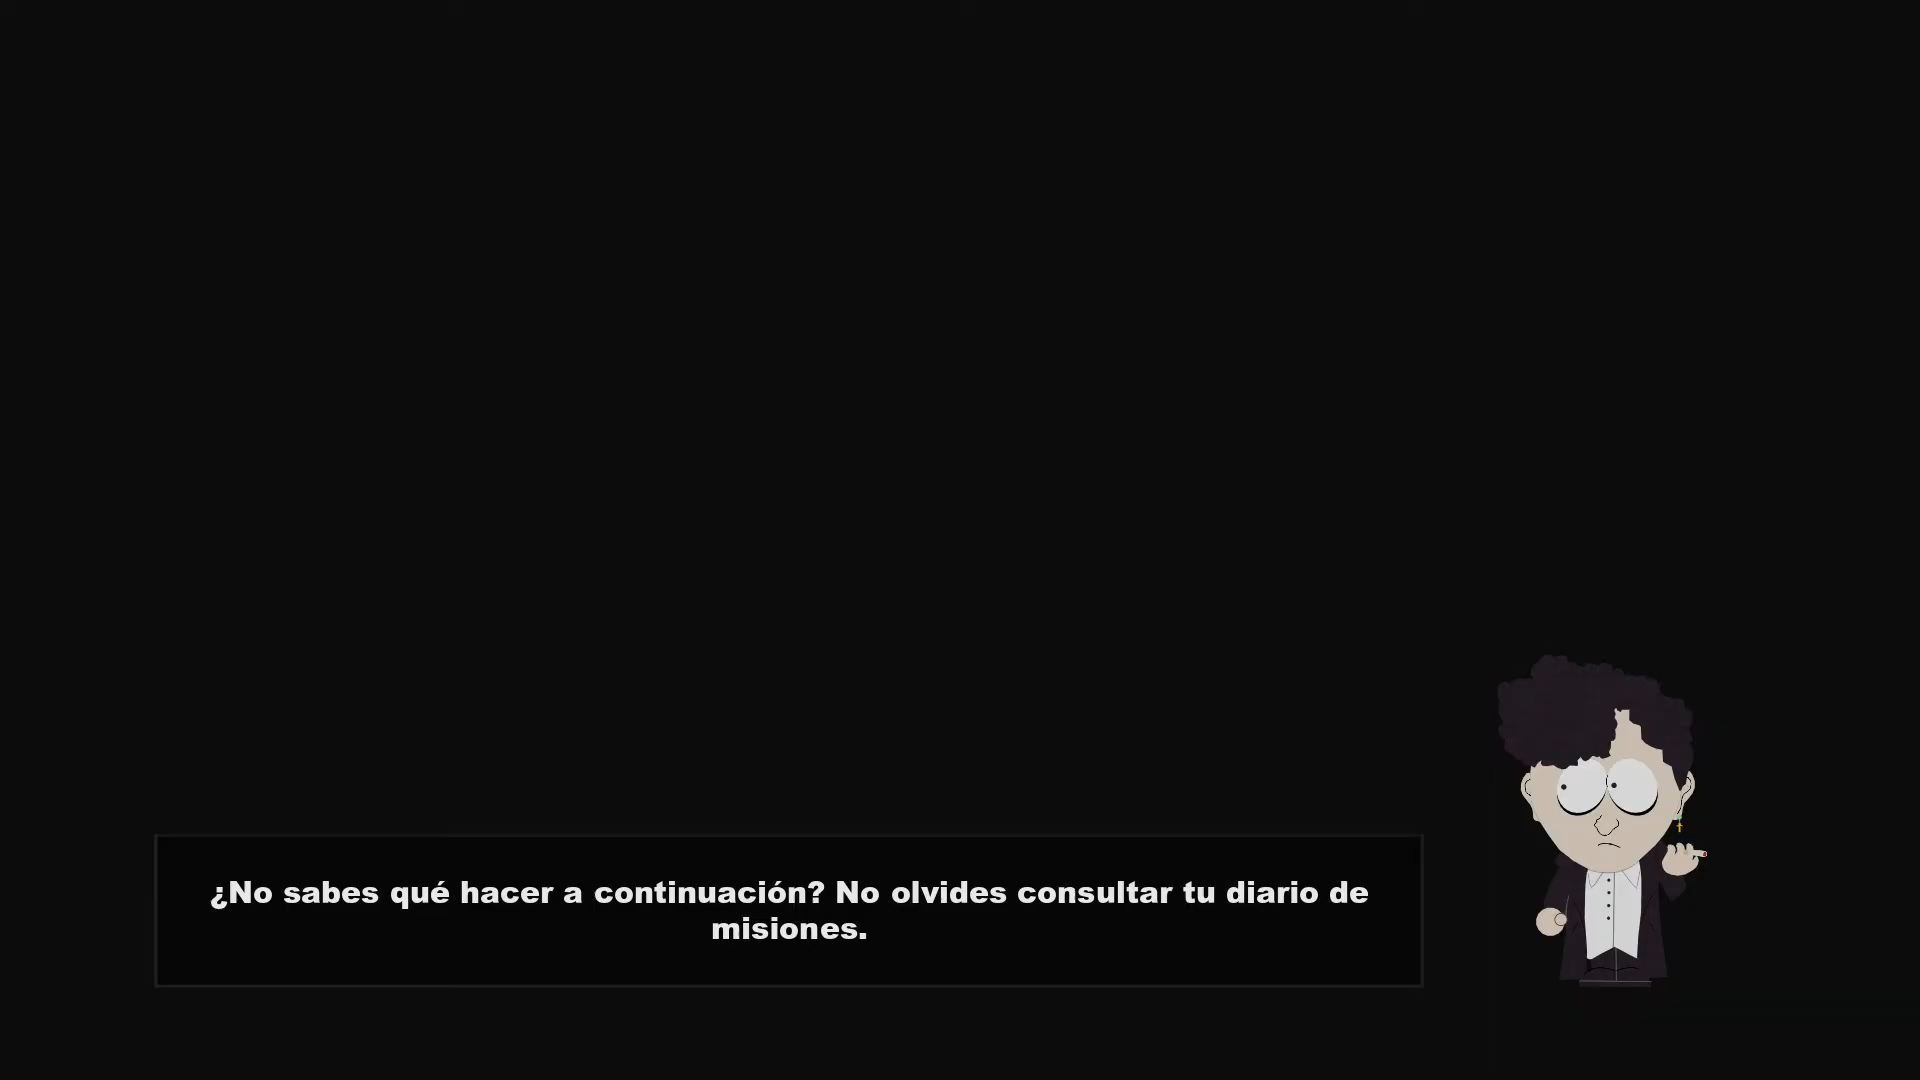 ¿No sabes qué hacer a continuación? No olvides consultar tu diario de
misiones.